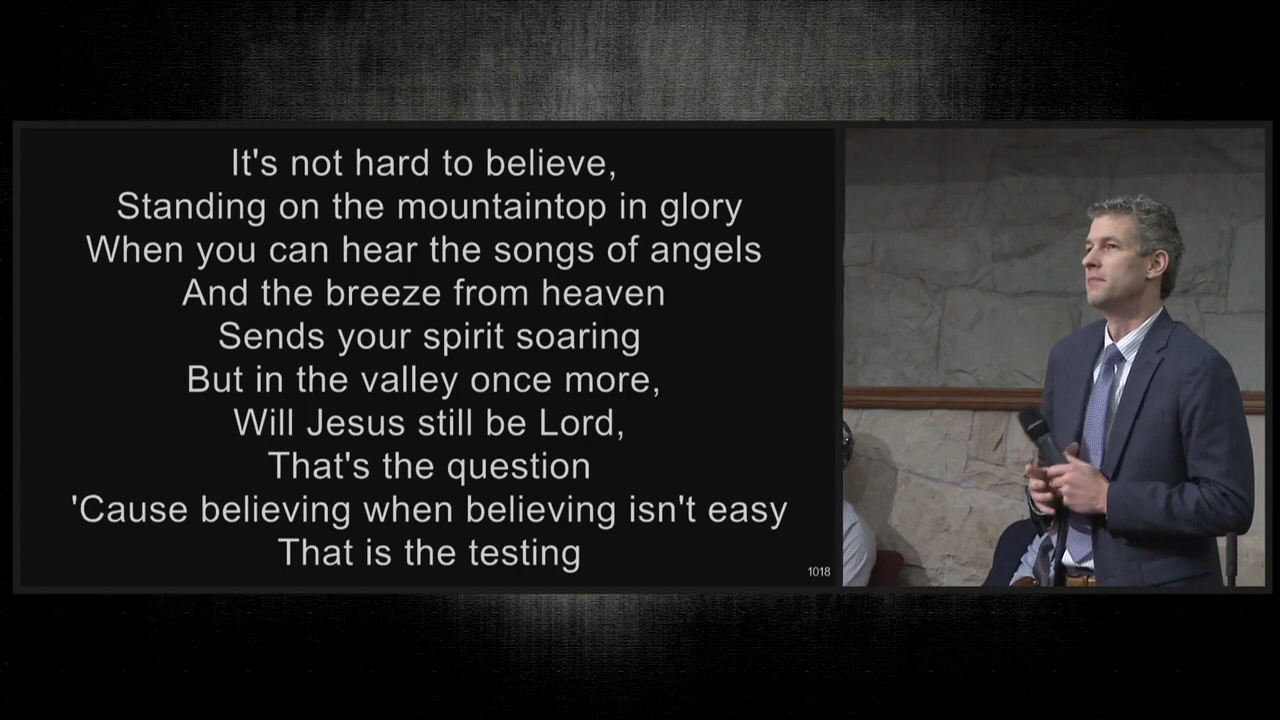 It's not hard to believe,
Standing on the mountaintop in glory
When you can hear the songs of angels
And the breeze from heaven
Sends your spirit soaring
But in the valley once more,
Will Jesus still be Lord,
That's the question
'Cause believing when believing isn't easy
That is the testing
1018